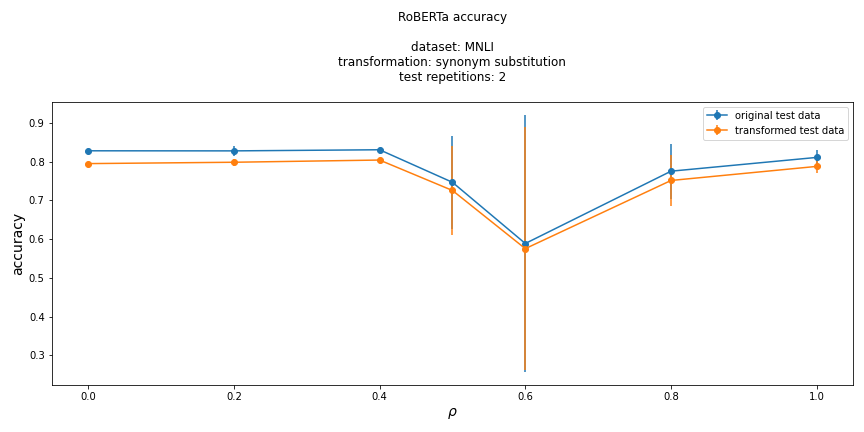 RoBERTa accuracy
dataset: MNLI
transformation: synonym substitution
test repetitions: 2
original test data
transformed test data
accuracy
0.9
0.8
0.7
0.6
0.5
0.4
0.3
0.0 0.2 0.4 0.6 0.8 1.0
ρ